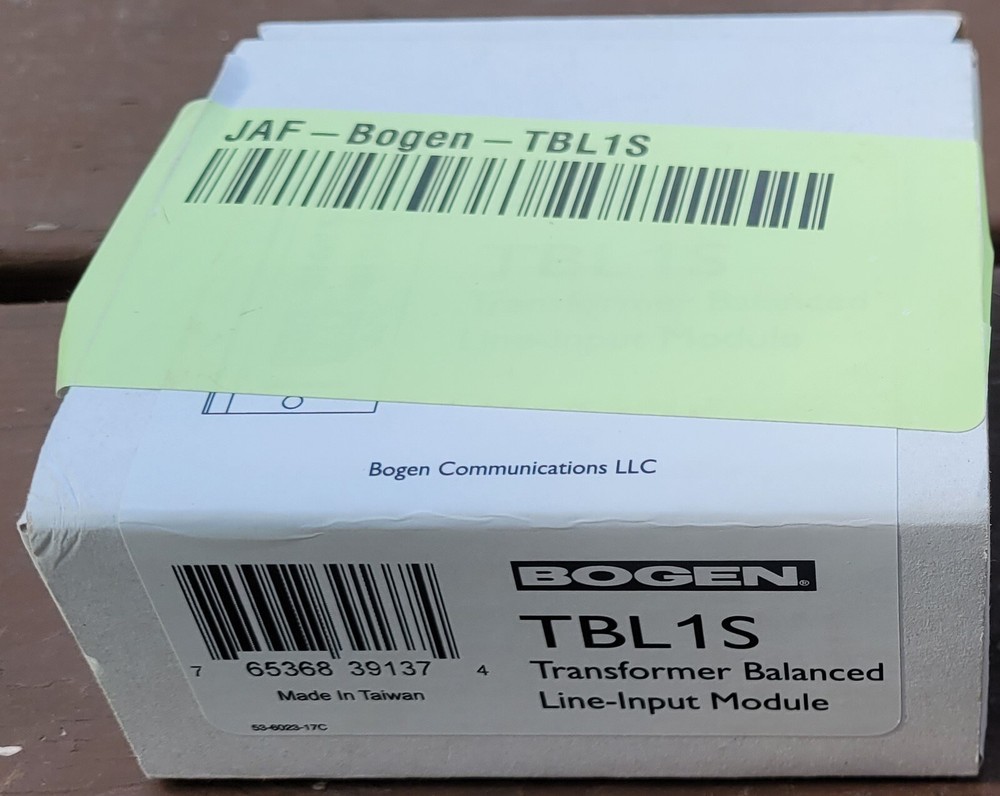 JAF – Bogen – TBL1S
Bogen Communications LLC
BOGEN®
TBL1S
Transformer Balanced
Line-Input Module
7 65368 39137 4
Made In Taiwan
53-6023-17C